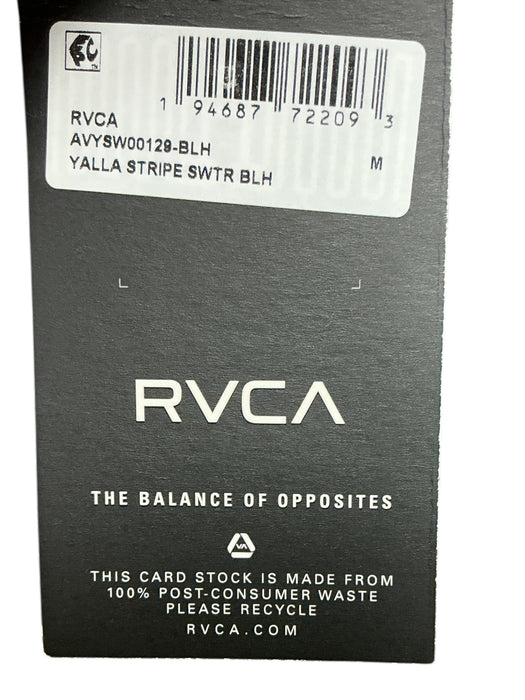 1 94687 72209 3
RVCA
AVYSW00129-BLH
YALLA STRIPE SWTR BLH M
RVCA
THE BALANCE OF OPPOSITES
VA
THIS CARD STOCK IS MADE FROM
100% POST-CONSUMER WASTE
PLEASE RECYCLE
RVCA.COM